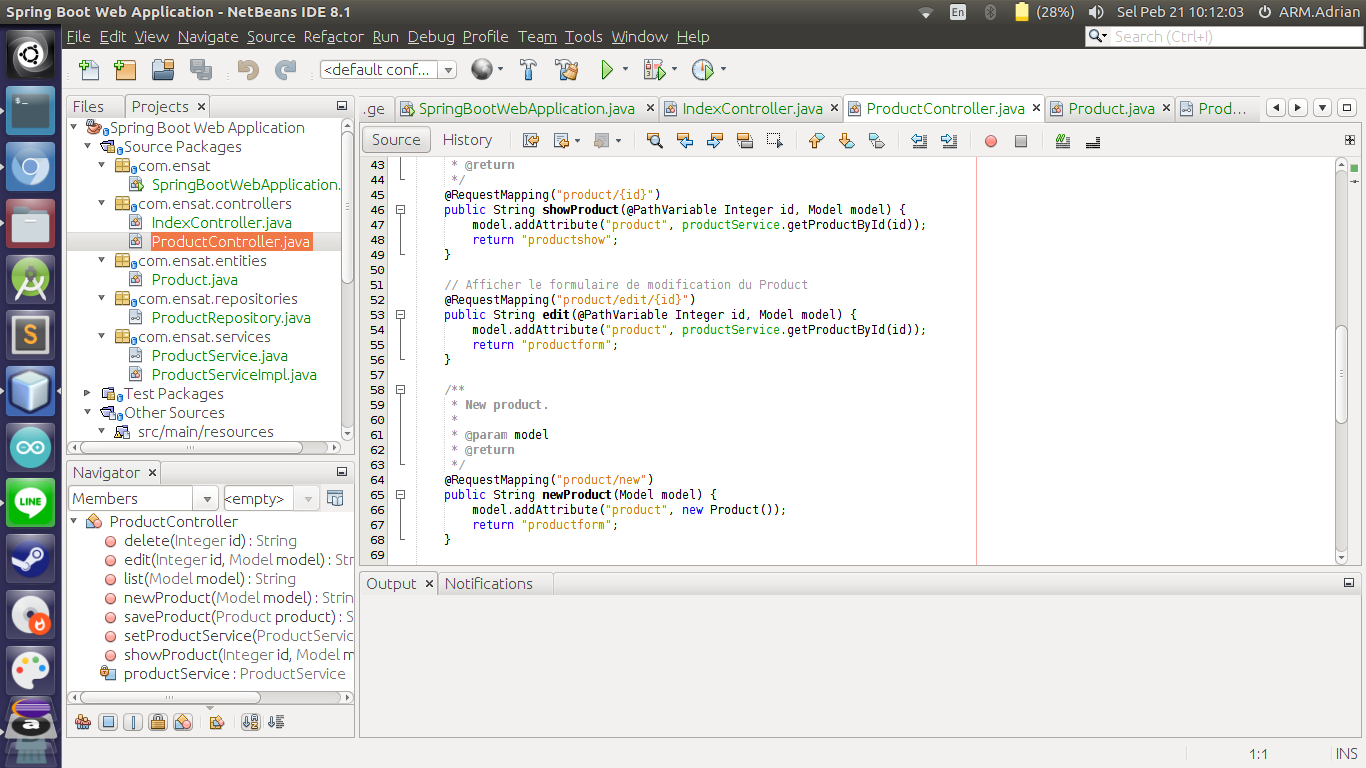 Spring Boot Web Application - NetBeans IDE 8.1
En (28%) Sel Peb 21 10:12:03 ARM.Adrian
File Edit View Navigate Source Refactor Run Debug Profile Team Tools Window Help
Search (Ctrl+I)
<default conf...
Files Projects
Spring Boot Web Application
Source Packages
com.ensat
SpringBootWebApplication.
com.ensat.controllers
IndexController.java
ProductController.java
com.ensat.entities
Product.java
com.ensat.repositories
ProductRepository.java
com.ensat.services
ProductService.java
ProductServiceImpl.java
Test Packages
Other Sources
src/main/resources
Navigator
Members <empty>
ProductController
delete(Integer id) : String
edit(Integer id, Model model) : Str
list(Model model) : String
newProduct(Model model) : Strin
saveProduct(Product product) : S
setProductService(ProductServic
showProduct(Integer id, Model m
productService : ProductService
.ge SpringBootWebApplication.java IndexController.java ProductController.java Product.java Prod...
Source History
43 * @return
44 */
45 @RequestMapping("product/{id}")
46 public String showProduct(@PathVariable Integer id, Model model) {
47 model.addAttribute("product", productService.getProductById(id));
48 return "productshow";
49 }
50
51 // Afficher le formulaire de modification du Product
52 @RequestMapping("product/edit/{id}")
53 public String edit(@PathVariable Integer id, Model model) {
54 model.addAttribute("product", productService.getProductById(id));
55 return "productform";
56 }
57
58 /**
59 * New product.
60 *
61 * @param model
62 * @return
63 */
64 @RequestMapping("product/new")
65 public String newProduct(Model model) {
66 model.addAttribute("product", new Product());
67 return "productform";
68 }
69
Output Notifications
1:1 INS
LINE
S
a